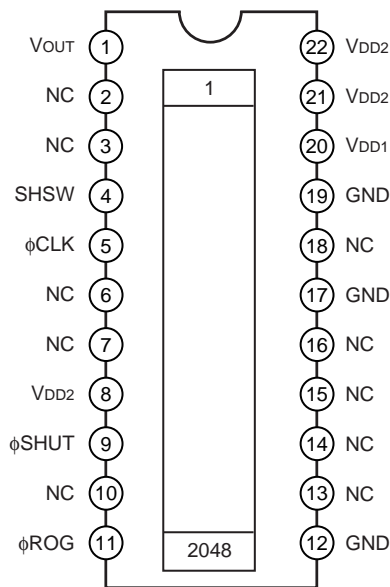 VOUT 1 22 VDD2
NC 2 1 21 VDD2
NC 3 20 VDD1
SHSW 4 19 GND
ϕCLK 5 18 NC
NC 6 17 GND
NC 7 16 NC
VDD2 8 15 NC
ϕSHUT 9 14 NC
NC 10 13 NC
ϕROG 11 2048 12 GND